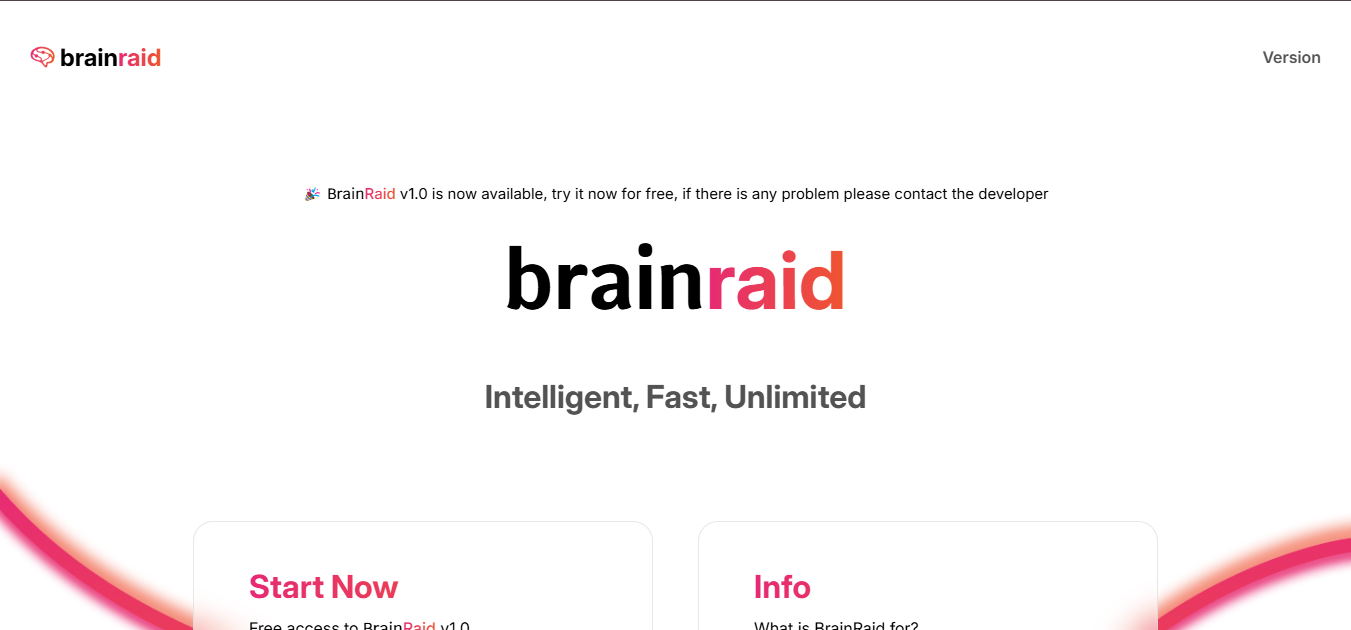 brainraid
Version
🎉 BrainRaid v1.0 is now available, try it now for free, if there is any problem please contact the developer
brainraid
Intelligent, Fast, Unlimited
Start Now
Info
Free access to BrainRaid v1.0
What is BrainRaid for?